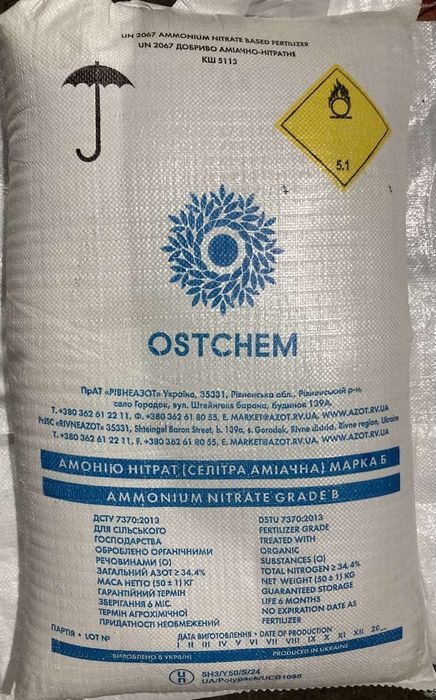 UN 2067 AMMONIUM NITRATE BASED FERTILIZER
UN 2067 ДОБРИВО АМІАЧНО-НІТРАТНЕ
КШ 5113
5.1
OSTCHEM
ПрАТ «РІВНЕАЗОТ» Україна, 35331, Рівненська обл., Рівненський р-н,
село Городок, вул. Штейнгеля барона, будинок 139А.
Т. +380 362 61 22 11, Ф. +380 362 61 80 55, E. MARKET@AZOT.RV.UA, WWW.AZOT.RV.UA
PrJSC «RIVNEAZOT» 35331, Shteingel Baron Street, b. 139a, s. Gorodok, Rivne district, Rivne region, Ukraine
T. +380 362 61 22 11, F. +380 362 61 80 55, E. MARKET@AZOT.RV.UA, WWW.AZOT.RV.UA
АМОНІЮ НІТРАТ [СЕЛІТРА АМІАЧНА] МАРКА Б
AMMONIUM NITRATE GRADE B
ДСТУ 7370:2013
ДЛЯ СІЛЬСЬКОГО
ГОСПОДАРСТВА
ОБРОБЛЕНО ОРГАНІЧНИМИ
РЕЧОВИНАМИ (О)
ЗАГАЛЬНИЙ АЗОТ ≥ 34,4%
МАСА НЕТТО (50 ± 1) КГ
ГАРАНТІЙНИЙ ТЕРМІН
ЗБЕРІГАННЯ 6 МІС.
ТЕРМІН АГРОХІМІЧНОЇ
ПРИДАТНОСТІ НЕОБМЕЖЕНИЙ
DSTU 7370:2013
FERTILIZER GRADE
TREATED WITH
ORGANIC
SUBSTANCES (O)
TOTAL NITROGEN ≥ 34,4%
NET WEIGHT (50 ± 1) KG
GUARANTEED STORAGE
LIFE 6 MONTHS
NO EXPIRATION DATE AS
FERTILIZER
ПАРТІЯ • LOT №
ДАТА ВИГОТОВЛЕННЯ • DATE OF PRODUCTION
I II III IV V VI VII VIII IX X XI XII 20__
ВИРОБЛЕНО В УКРАЇНІ
PRODUCED IN UKRAINE
un
5H3/Y50/S/24
UA/Polypack/UCB1098